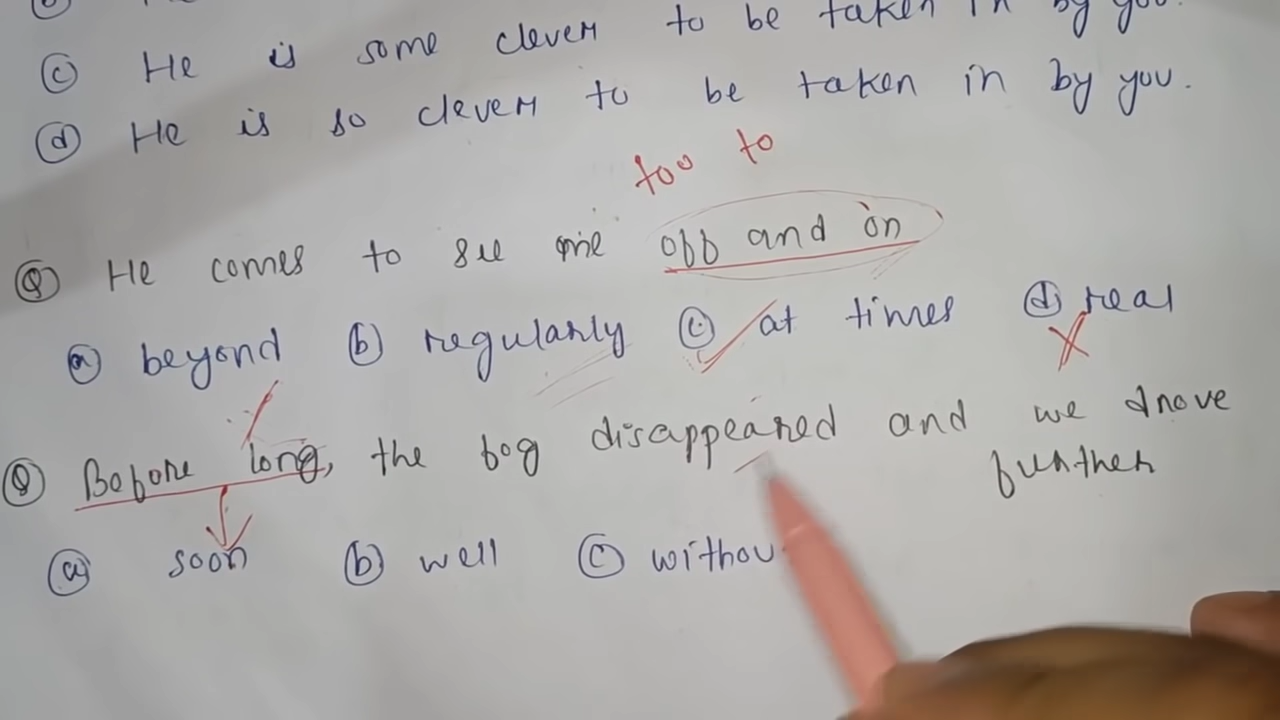 ⓒ He is some clever to be taken in by you.
ⓓ He is so clever to be taken in by you.
too to
Ⓠ He comes to see me off and on
ⓐ beyond ⓑ regularly ⓒ at times ⓓ real
Ⓠ Before long, the fog disappeared and we drove
further
ⓐ soon ⓑ well ⓒ